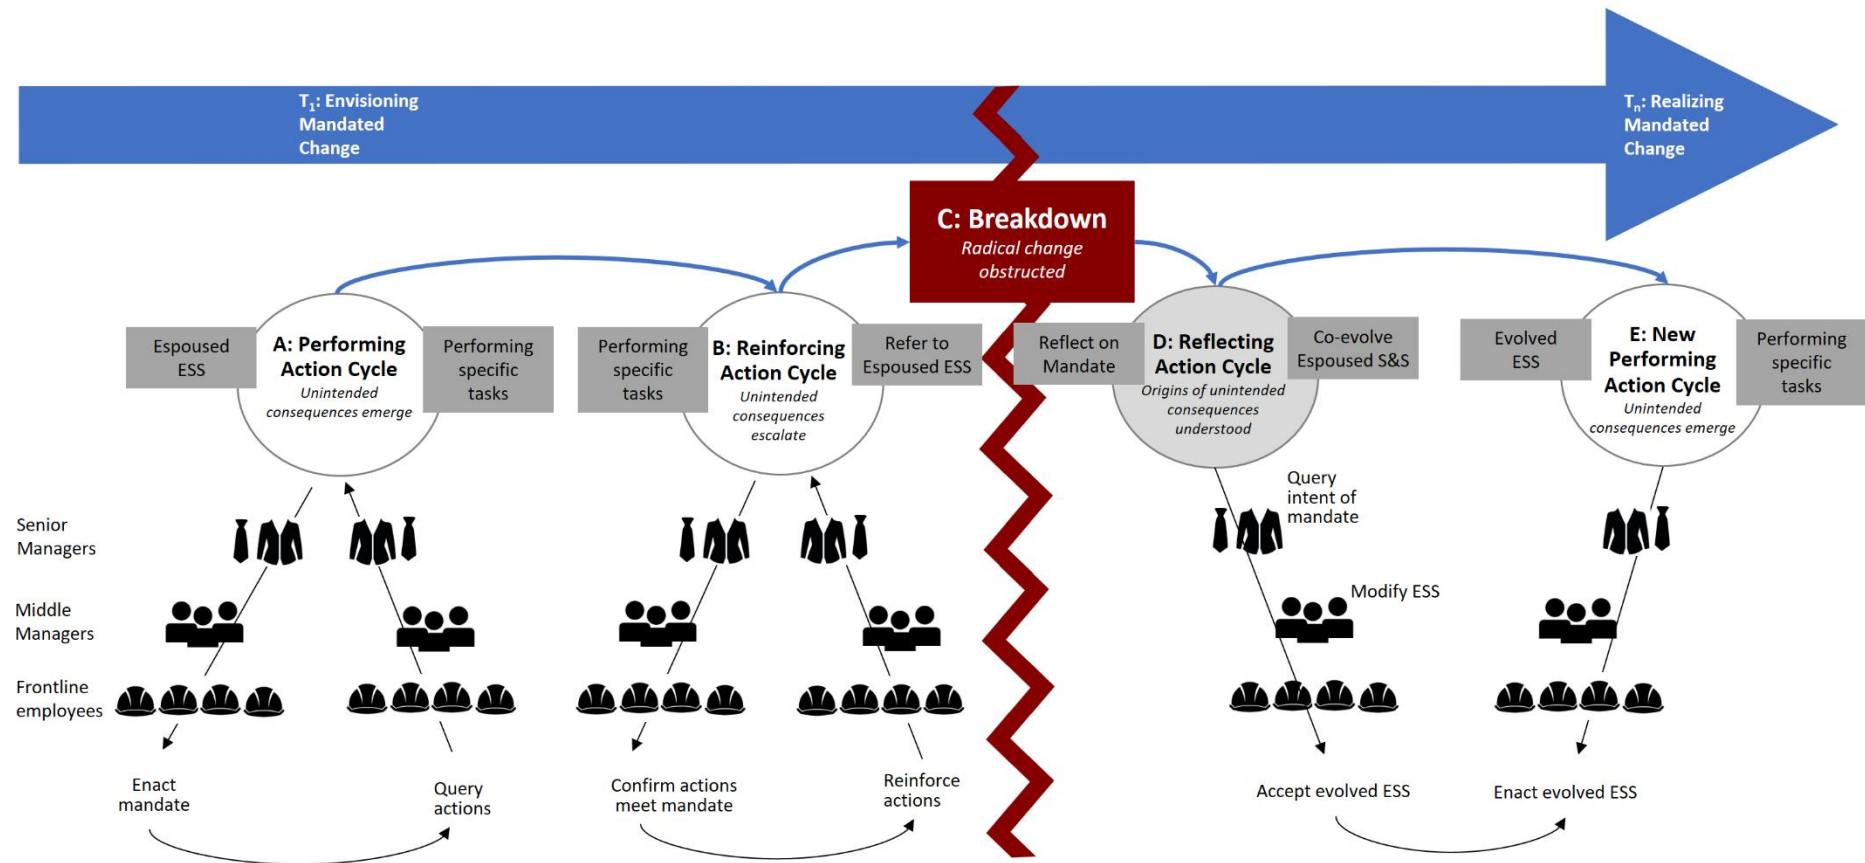 T1: Envisioning
Mandated
Change
Tn: Realizing
Mandated
Change
C: Breakdown
Radical change
obstructed
Espoused
ESS
A: Performing
Action Cycle
Unintended
consequences emerge
Performing
specific
tasks
Performing
specific
tasks
B: Reinforcing
Action Cycle
Unintended
consequences
escalate
Refer to
Espoused ESS
Reflect on
Mandate
D: Reflecting
Action Cycle
Origins of unintended
consequences
understood
Co-evolve
Espoused S&S
Evolved
ESS
E: New
Performing
Action Cycle
Unintended
consequences emerge
Performing
specific
tasks
Senior
Managers
Query
intent of
mandate
Middle
Managers
Modify ESS
Frontline
employees
Enact
mandate
Query
actions
Confirm actions
meet mandate
Reinforce
actions
Accept evolved ESS
Enact evolved ESS